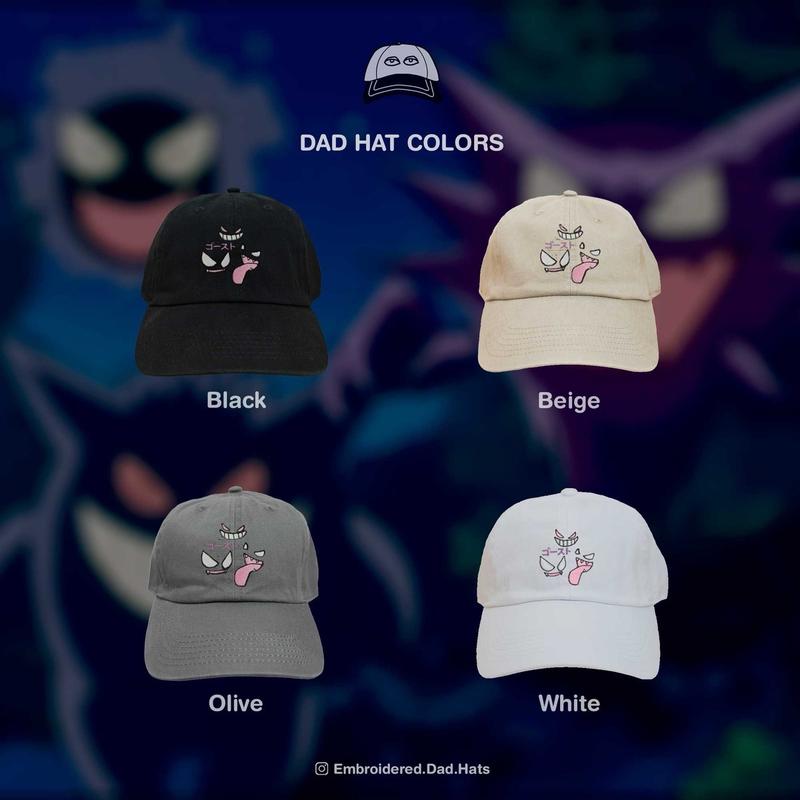 DAD HAT COLORS
ゴースト
ゴースト
Black
Beige
ゴースト
ゴースト
Olive
White
Embroidered.Dad.Hats